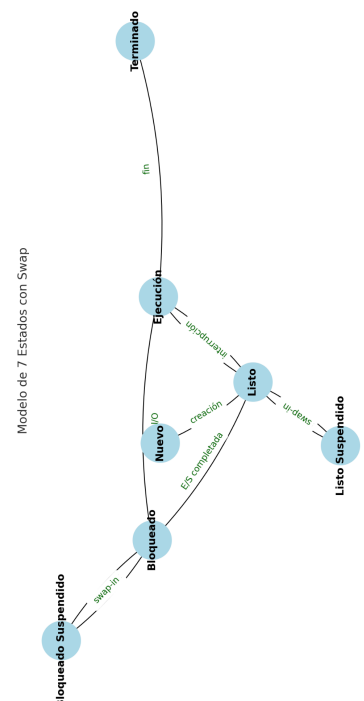 Modelo de 7 Estados con Swap
Bloqueado Suspendido
swap-in
Terminado
fin
Bloqueado
I/O
Ejecución
Nuevo
E/S completada
creación
interrupción
Listo
swap-in
Listo Suspendido